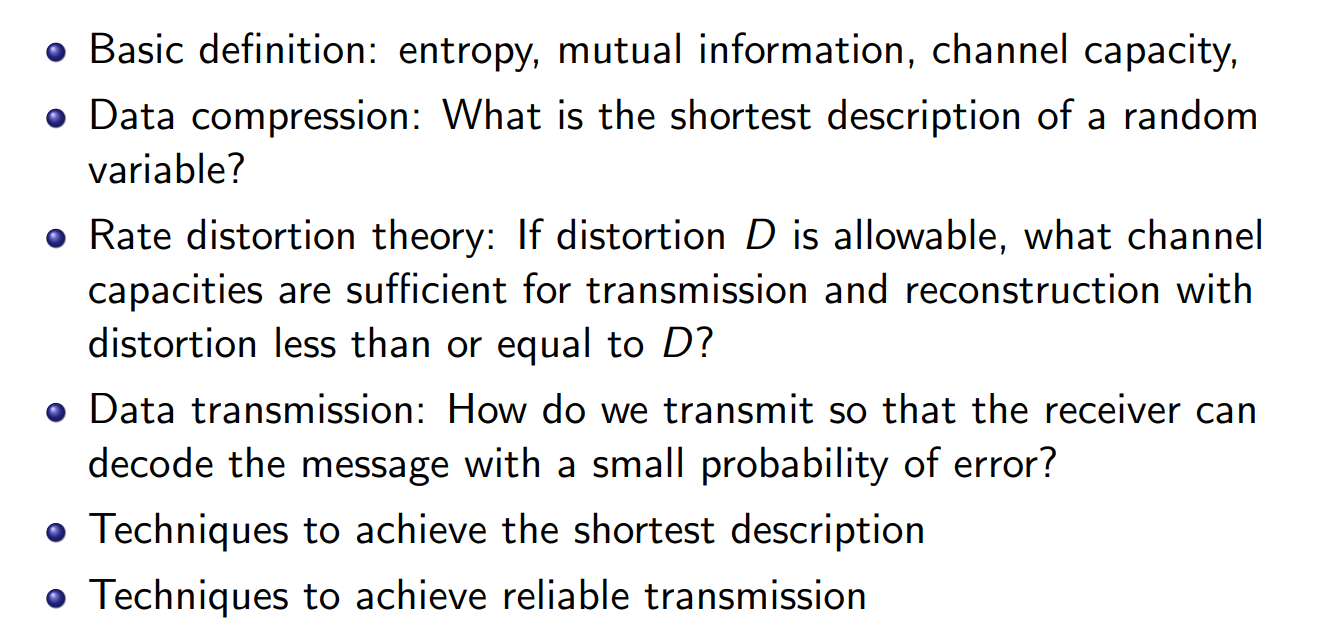 Basic definition: entropy, mutual information, channel capacity,
Data compression: What is the shortest description of a random
variable?
Rate distortion theory: If distortion D is allowable, what channel
capacities are sufficient for transmission and reconstruction with
distortion less than or equal to D?
Data transmission: How do we transmit so that the receiver can
decode the message with a small probability of error?
Techniques to achieve the shortest description
Techniques to achieve reliable transmission